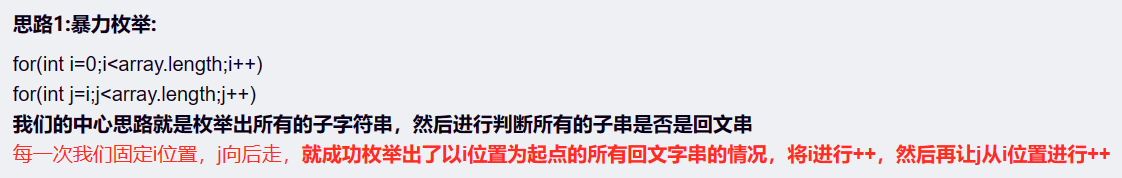 思路1:暴力枚举:
for(int i=0;i<array.length;i++)
for(int j=i;j<array.length;j++)
我们的中心思路就是枚举出所有的子字符串，然后进行判断所有的子串是否是回文串
每一次我们固定i位置，j向后走，就成功枚举出了以i位置为起点的所有回文字串的情况，将i进行++，然后再让j从i位置进行++